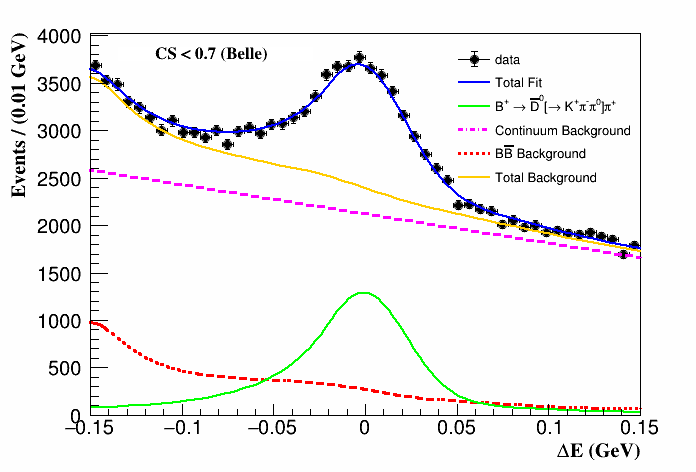 CS < 0.7 (Belle)
Events / (0.01 GeV)
4000
3500
3000
2500
2000
1500
1000
500
0
data
Total Fit
B⁺ → D̅⁰[→ K⁺π⁻π⁰]π⁺
Continuum Background
BB̅ Background
Total Background
−0.15 −0.1 −0.05 0 0.05 0.1 0.15
ΔE (GeV)